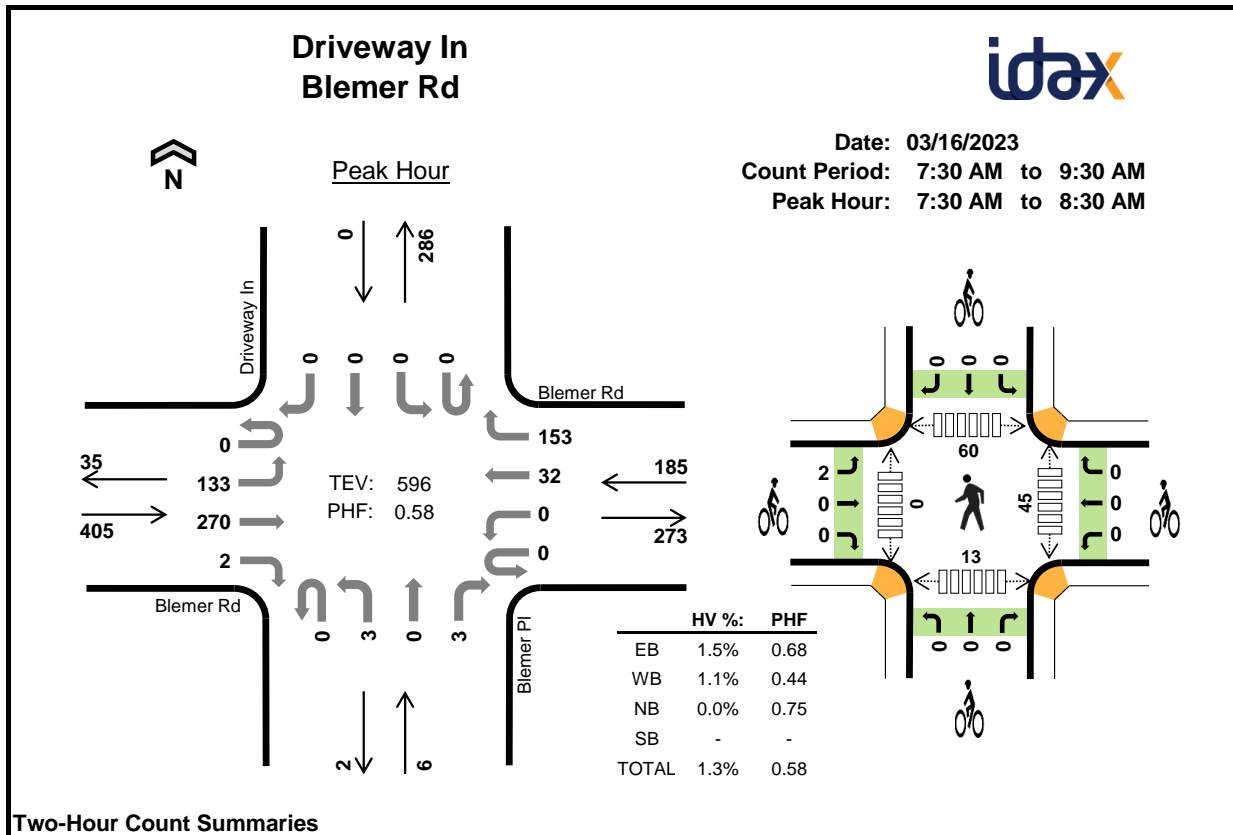 Driveway In
Blemer Rd
idax
Date: 03/16/2023
Count Period: 7:30 AM to 9:30 AM
Peak Hour: 7:30 AM to 8:30 AM
N
Peak Hour
0
286
Driveway In
0 0 0 0
Blemer Rd
0
153
35
133
32
185
TEV: 596
PHF: 0.58
405
270
0
273
2
0
Blemer Rd
0 3 0 3
Blemer Pl
2
6
HV %: PHF
EB 1.5% 0.68
WB 1.1% 0.44
NB 0.0% 0.75
SB - -
TOTAL 1.3% 0.58
0 0 0
60
2
0
0
0
45
0
0
0
13
0 0 0
Two-Hour Count Summaries